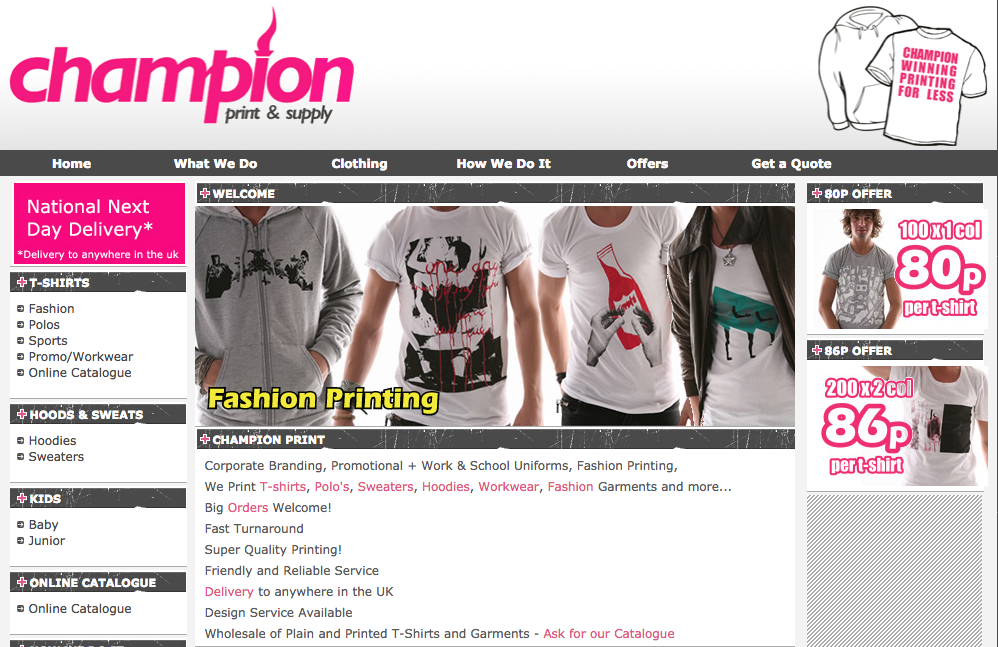 champion
print & supply
CHAMPION
WINNING
PRINTING
FOR LESS
Home
What We Do
Clothing
How We Do It
Offers
Get a Quote
National Next
Day Delivery*
*Delivery to anywhere in the uk
T-SHIRTS
Fashion
Polos
Sports
Promo/Workwear
Online Catalogue
HOODS & SWEATS
Hoodies
Sweaters
KIDS
Baby
Junior
ONLINE CATALOGUE
Online Catalogue
WELCOME
Fashion Printing
CHAMPION PRINT
Corporate Branding, Promotional + Work & School Uniforms, Fashion Printing,
We Print T-shirts, Polo's, Sweaters, Hoodies, Workwear, Fashion Garments and more...
Big Orders Welcome!
Fast Turnaround
Super Quality Printing!
Friendly and Reliable Service
Delivery to anywhere in the UK
Design Service Available
Wholesale of Plain and Printed T-Shirts and Garments - Ask for our Catalogue
80P OFFER
100x1col
80p
per t-shirt
86P OFFER
200x2col
86p
per t-shirt